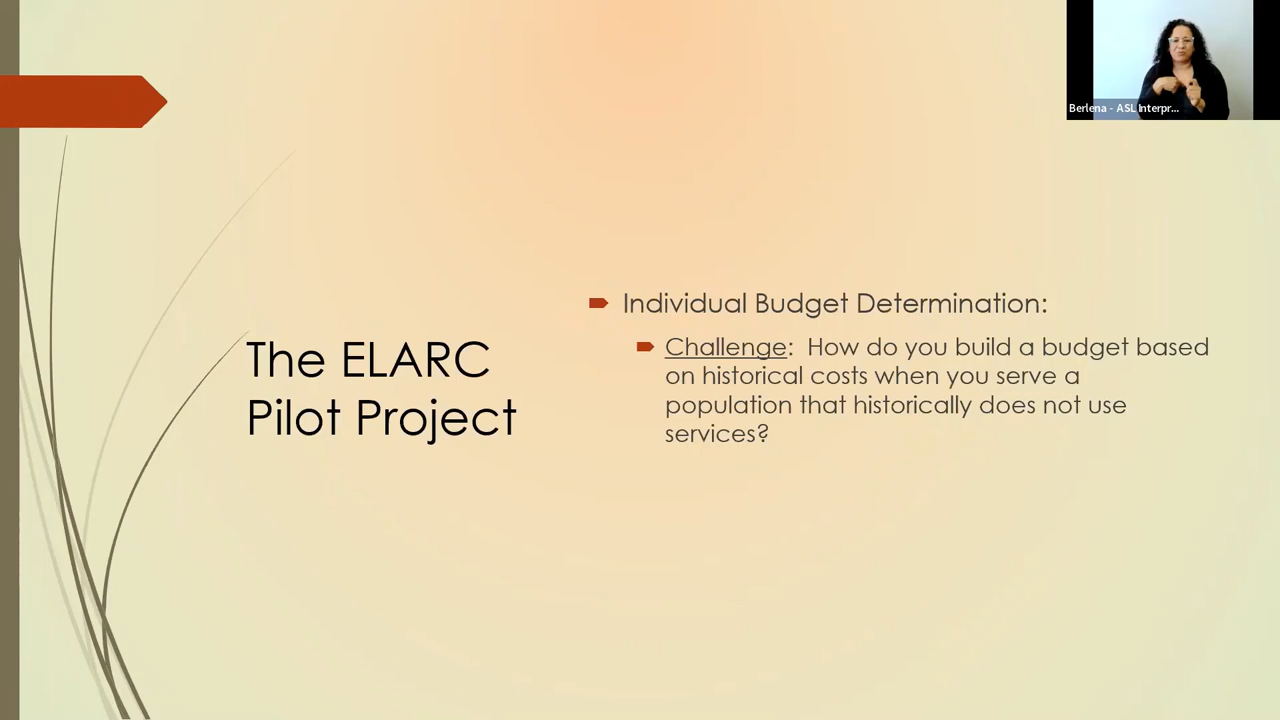 Berlena - ASL Interpr...
The ELARC
Pilot Project
Individual Budget Determination:
Challenge:  How do you build a budget based
on historical costs when you serve a
population that historically does not use
services?